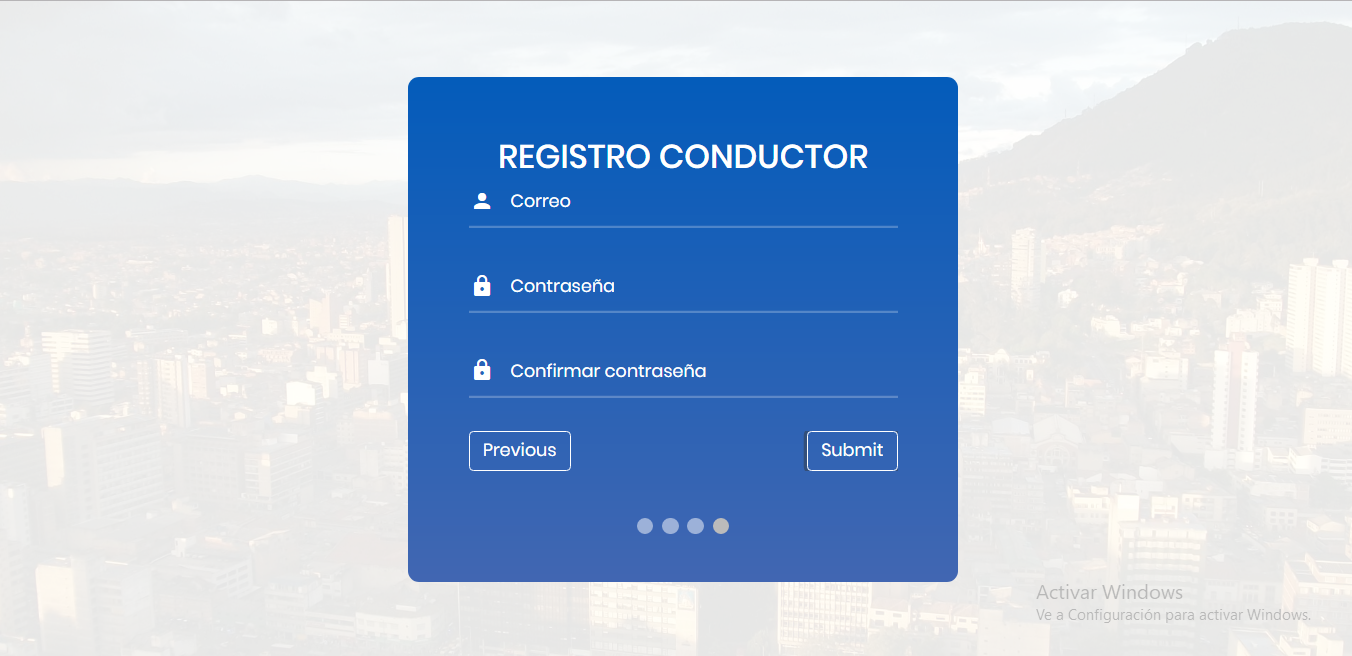 REGISTRO CONDUCTOR
Correo
Contraseña
Confirmar contraseña
Previous Submit
Activar Windows
Ve a Configuración para activar Windows.